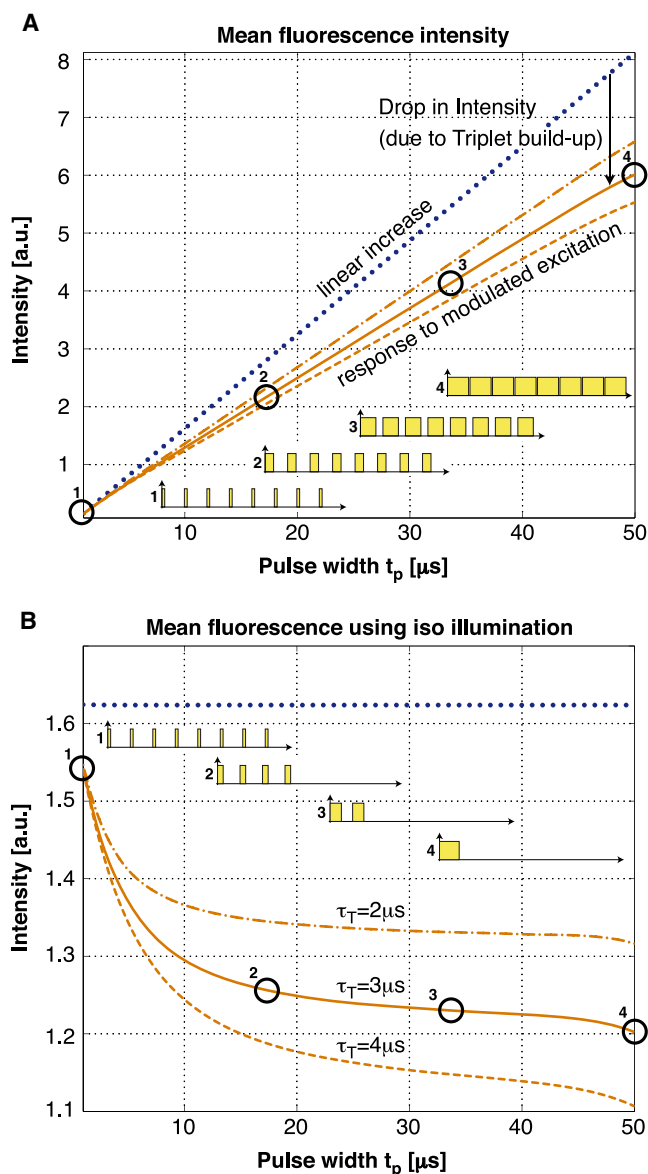 A
Mean fluorescence intensity
8
7
6
5
4
3
2
1
Intensity [a.u.]
Drop in Intensity
(due to Triplet build-up)
linear increase
response to modulated excitation
1
2
3
4
4
3
2
1
10
20
30
40
50
Pulse width tp [μs]
B
Mean fluorescence using iso illumination
1.6
1.5
1.4
1.3
1.2
1.1
Intensity [a.u.]
1
2
3
4
1
2
3
4
τT=2μs
τT=3μs
τT=4μs
10
20
30
40
50
Pulse width tp [μs]